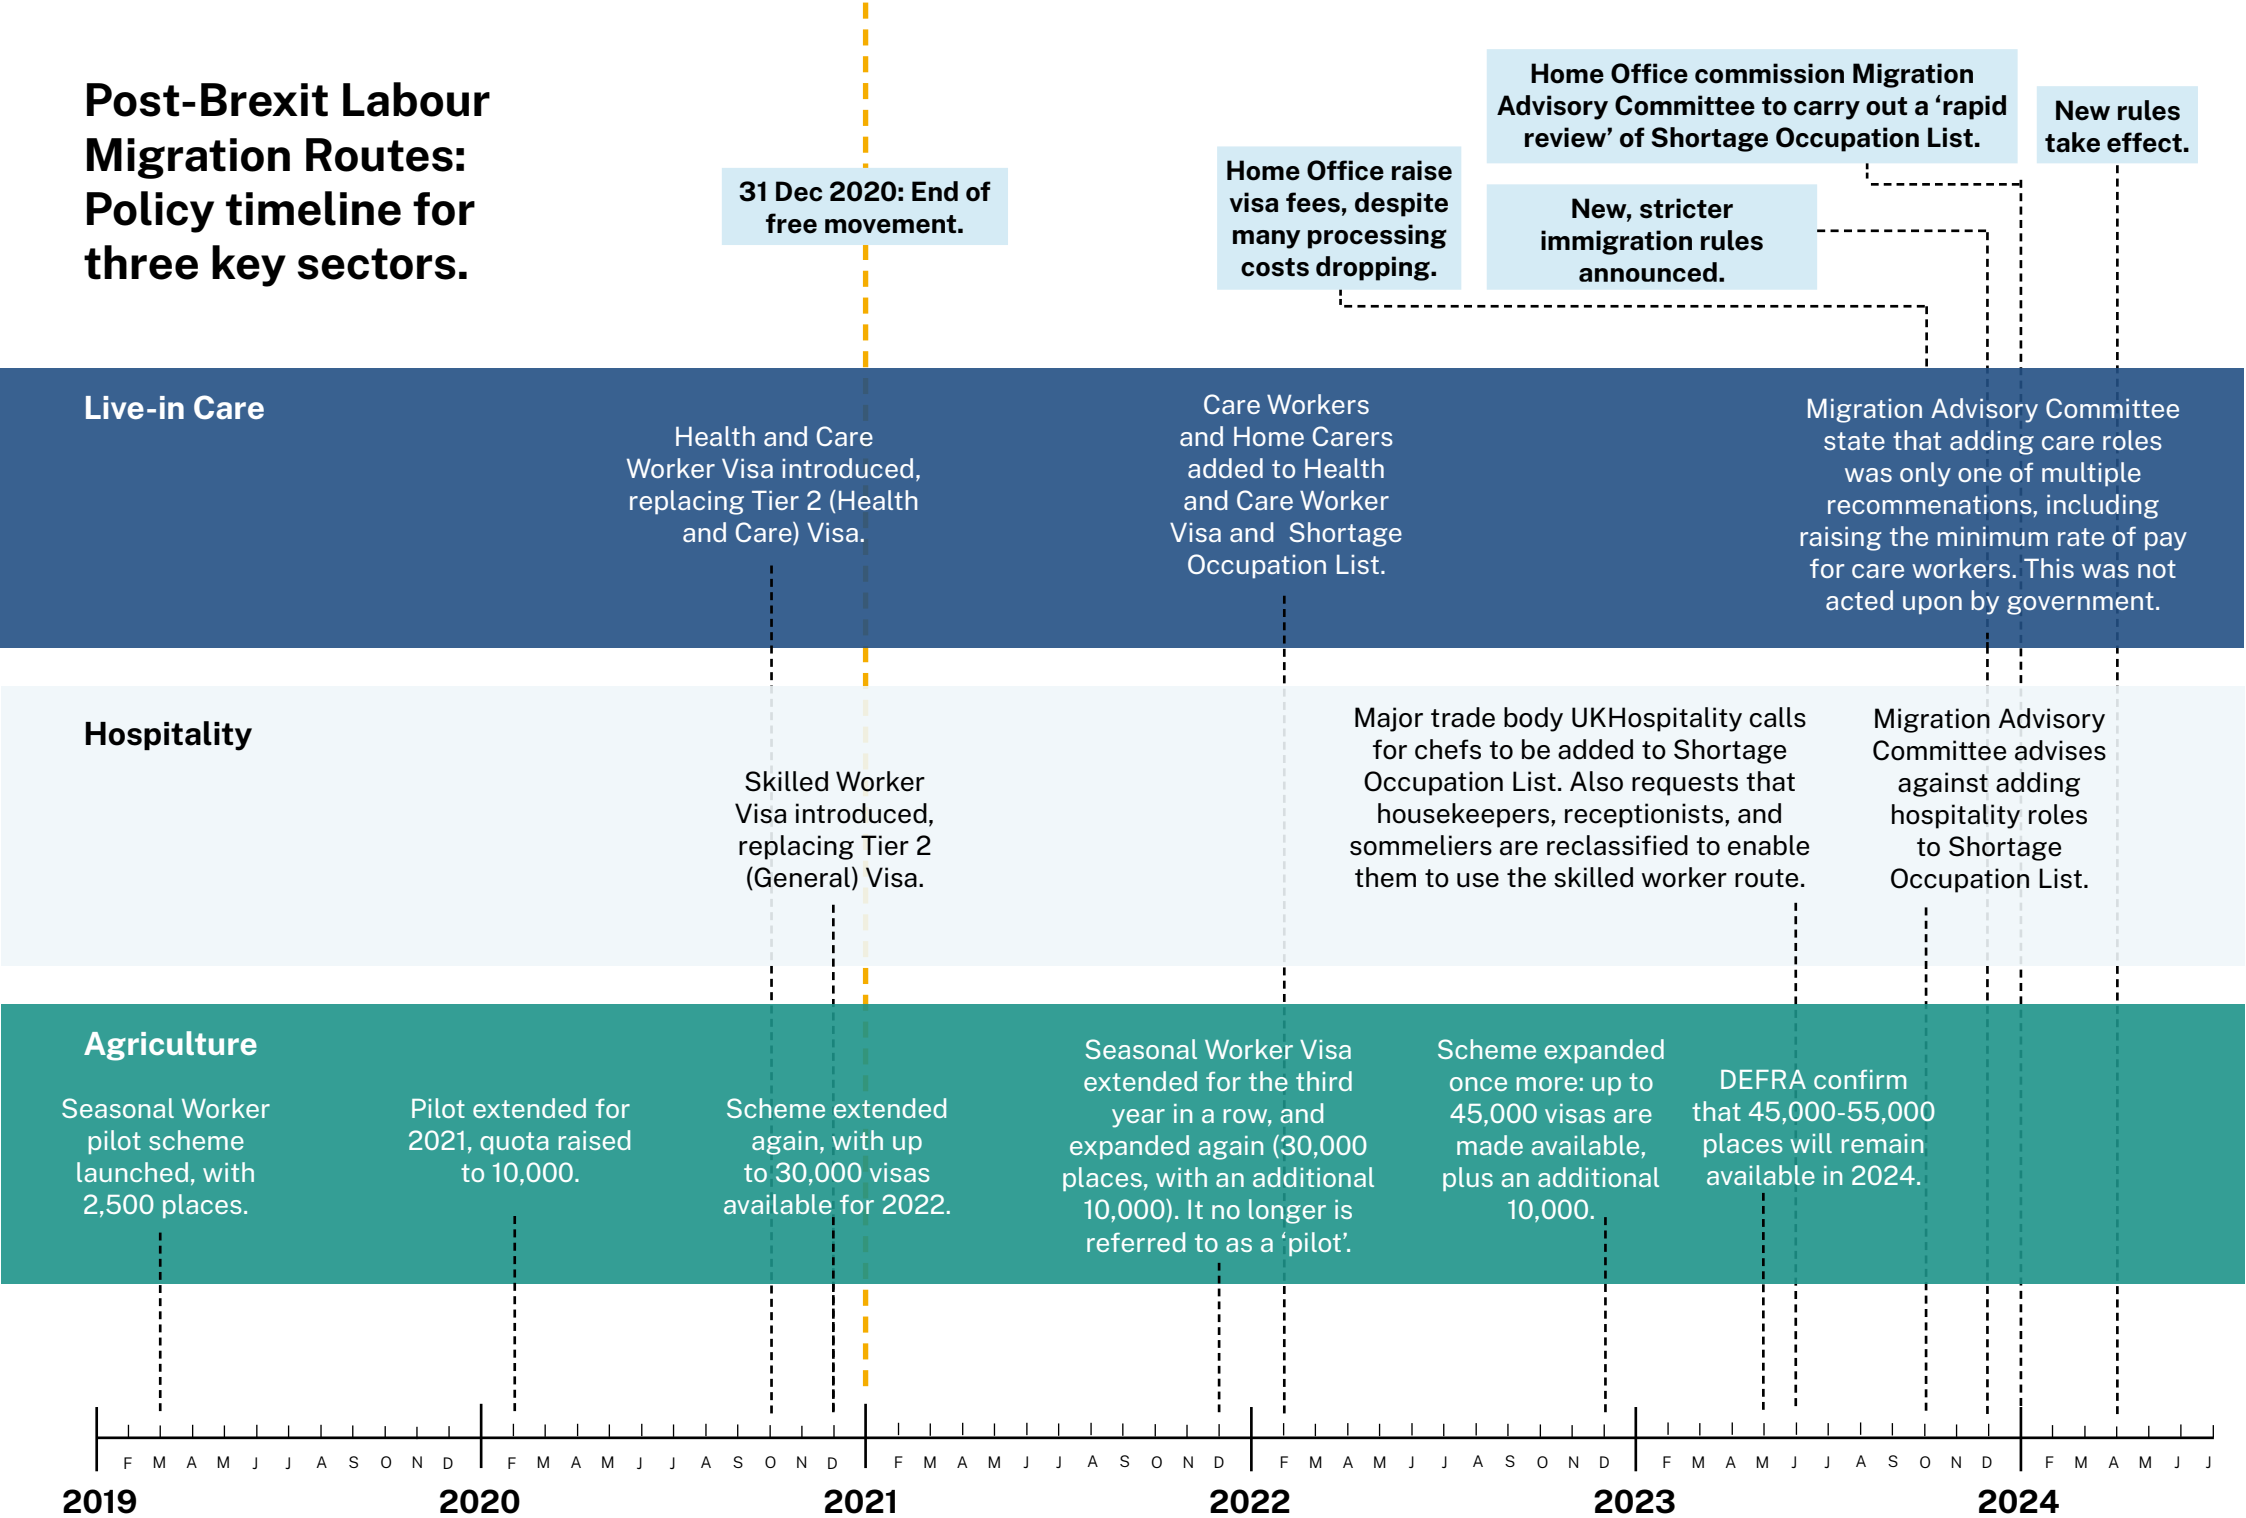 Post-Brexit Labour
Migration Routes:
Policy timeline for
three key sectors.
31 Dec 2020: End of
free movement.
Home Office raise
visa fees, despite
many processing
costs dropping.
Home Office commission Migration
Advisory Committee to carry out a ‘rapid
review’ of Shortage Occupation List.
New, stricter
immigration rules
announced.
New rules
take effect.
Live-in Care
Health and Care
Worker Visa introduced,
replacing Tier 2 (Health
and Care) Visa.
Care Workers
and Home Carers
added to Health
and Care Worker
Visa and Shortage
Occupation List.
Migration Advisory Committee
state that adding care roles
was only one of multiple
recommenations, including
raising the minimum rate of pay
for care workers. This was not
acted upon by government.
Hospitality
Skilled Worker
Visa introduced,
replacing Tier 2
(General) Visa.
Major trade body UKHospitality calls
for chefs to be added to Shortage
Occupation List. Also requests that
housekeepers, receptionists, and
sommeliers are reclassified to enable
them to use the skilled worker route.
Migration Advisory
Committee advises
against adding
hospitality roles
to Shortage
Occupation List.
Agriculture
Seasonal Worker
pilot scheme
launched, with
2,500 places.
Pilot extended for
2021, quota raised
to 10,000.
Scheme extended
again, with up
to 30,000 visas
available for 2022.
Seasonal Worker Visa
extended for the third
year in a row, and
expanded again (30,000
places, with an additional
10,000). It no longer is
referred to as a ‘pilot’.
Scheme expanded
once more: up to
45,000 visas are
made available,
plus an additional
10,000.
DEFRA confirm
that 45,000-55,000
places will remain
available in 2024.
F M A M J J A S O N D F M A M J J A S O N D F M A M J J A S O N D F M A M J J A S O N D F M A M J J A S O N D F M A M J J
2019 2020 2021 2022 2023 2024